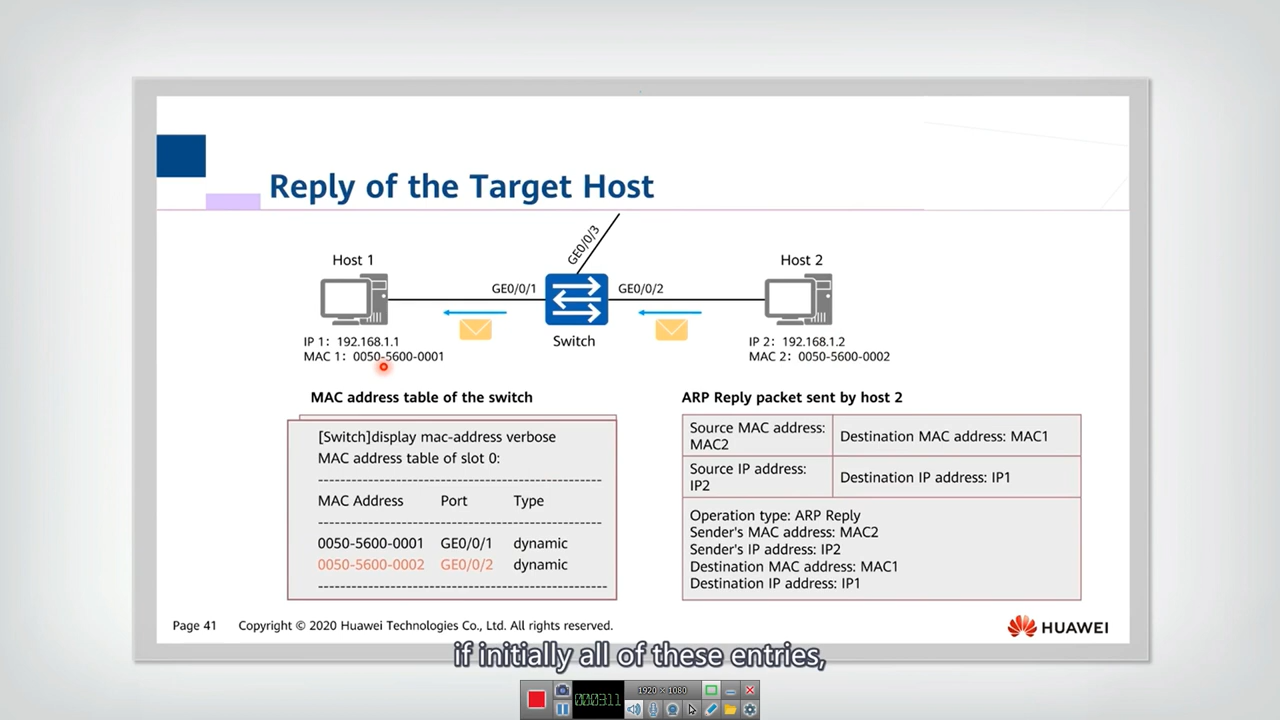 Reply of the Target Host
GE0/0/3
Host 1
Host 2
GE0/0/1
GE0/0/2
Switch
IP 1: 192.168.1.1
MAC 1: 0050-5600-0001
IP 2: 192.168.1.2
MAC 2: 0050-5600-0002
MAC address table of the switch
[Switch]display mac-address verbose
MAC address table of slot 0:
---------------------------------------------------
MAC Address Port Type
---------------------------------------------------
0050-5600-0001 GE0/0/1 dynamic
0050-5600-0002 GE0/0/2 dynamic
----------------------------------------------------
ARP Reply packet sent by host 2
Source MAC address:
MAC2
Destination MAC address: MAC1
Source IP address:
IP2
Destination IP address: IP1
Operation type: ARP Reply
Sender's MAC address: MAC2
Sender's IP address: IP2
Destination MAC address: MAC1
Destination IP address: IP1
Page 41 Copyright © 2020 Huawei Technologies Co., Ltd. All rights reserved.
HUAWEI
if initially all of these entries,
000311
1920 × 1080